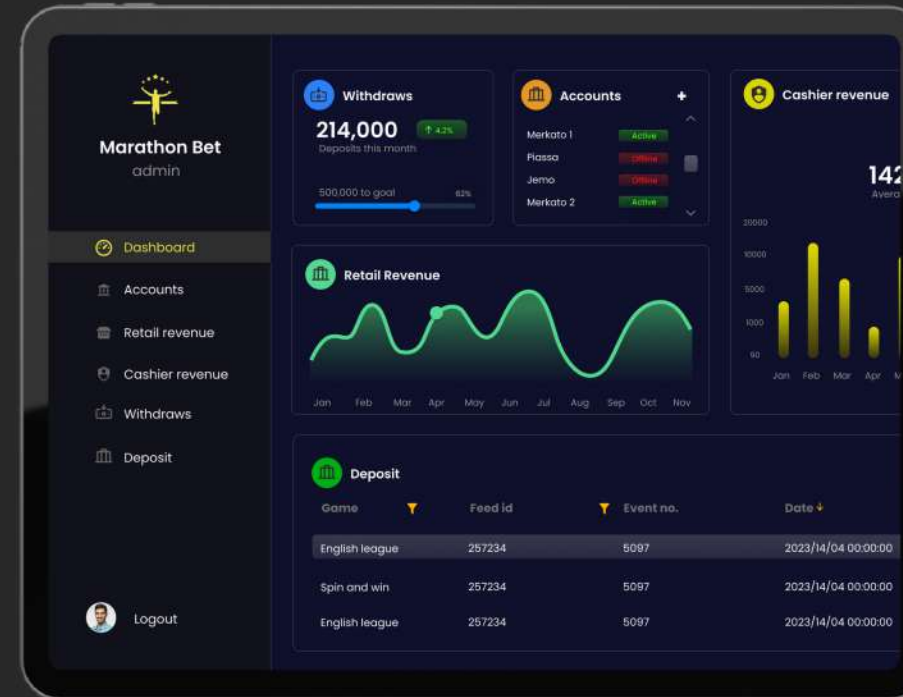 Marathon Bet
admin
Dashboard
Accounts
Retail revenue
Cashier revenue
Withdraws
Deposit
Logout
Withdraws
214,000 ↑ 4,2%
Deposits this month
500,000 to goal 62%
Accounts +
Merkato 1 Active
Piassa Offline
Jemo Offline
Merkato 2 Active
Cashier revenue
142
Avera
20000
10000
5000
1000
90
Jan Feb Mar Apr M
Retail Revenue
Jan Feb Mar Apr May Jun Jul Aug Sep Oct Nov
Deposit
Game Feed id Event no. Date ↓
English league 257234 5097 2023/14/04 00:00:00
Spin and win 257234 5097 2023/14/04 00:00:00
English league 257234 5097 2023/14/04 00:00:00